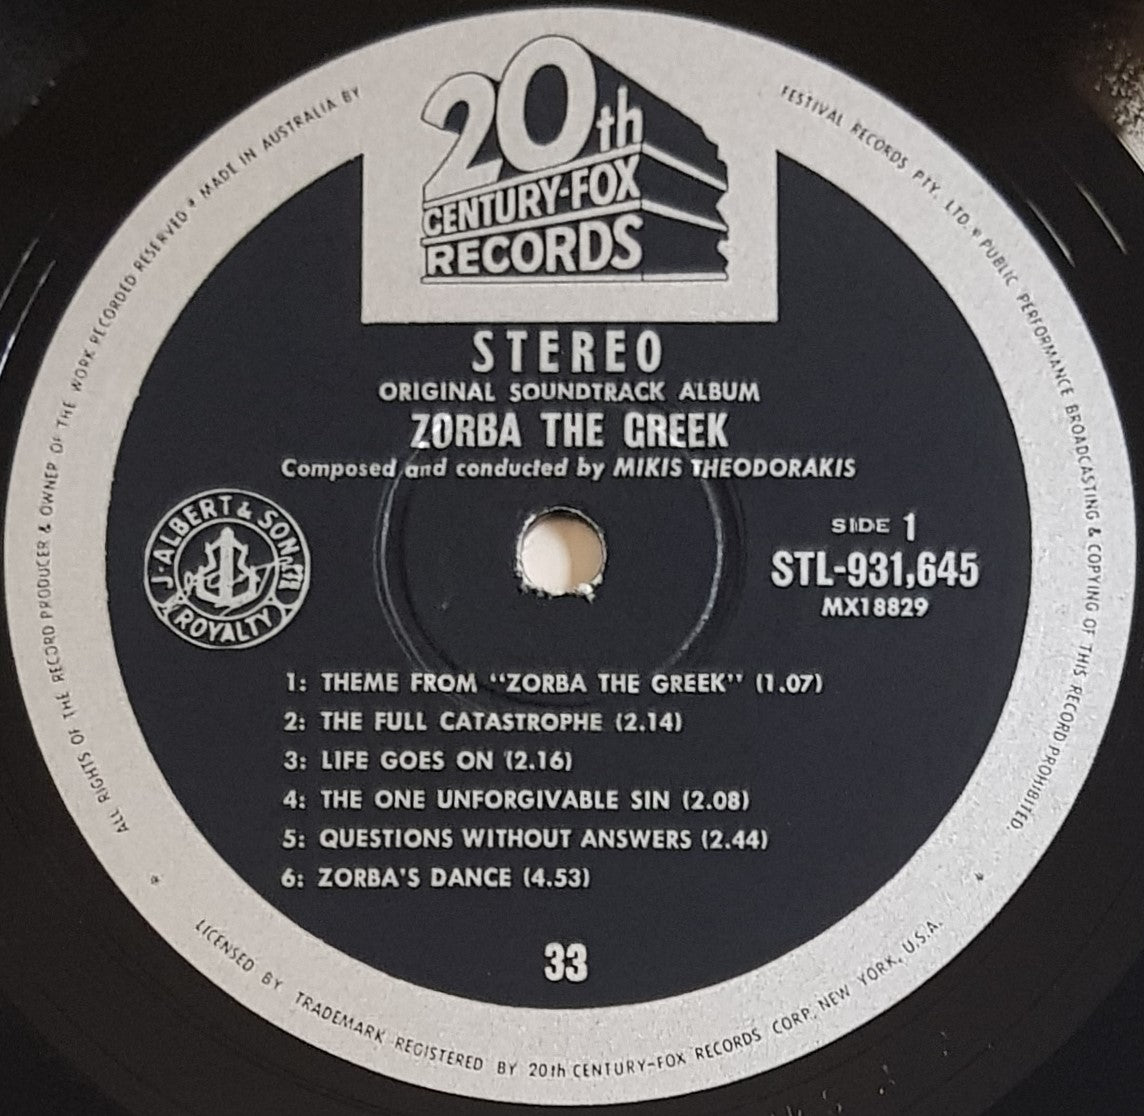 20th
CENTURY-FOX
RECORDS
STEREO
ORIGINAL SOUNDTRACK ALBUM
ZORBA THE GREEK
Composed and conducted by MIKIS THEODORAKIS
J. ALBERT & SON PTY.
ROYALTY
SIDE 1
STL-931,645
MX18829
1: THEME FROM "ZORBA THE GREEK" (1.07)
2: THE FULL CATASTROPHE (2.14)
3: LIFE GOES ON (2.16)
4: THE ONE UNFORGIVABLE SIN (2.08)
5: QUESTIONS WITHOUT ANSWERS (2.44)
6: ZORBA'S DANCE (4.53)
33
ALL RIGHTS OF THE RECORD PRODUCER & OWNER OF THE WORK RECORDED RESERVED * MADE IN AUSTRALIA BY
FESTIVAL RECORDS PTY. LTD. * PUBLIC PERFORMANCE BROADCASTING & COPYING OF THIS RECORD PROHIBITED.
* LICENSED BY TRADEMARK REGISTERED BY 20th CENTURY-FOX RECORDS CORP. NEW YORK, U.S.A. *